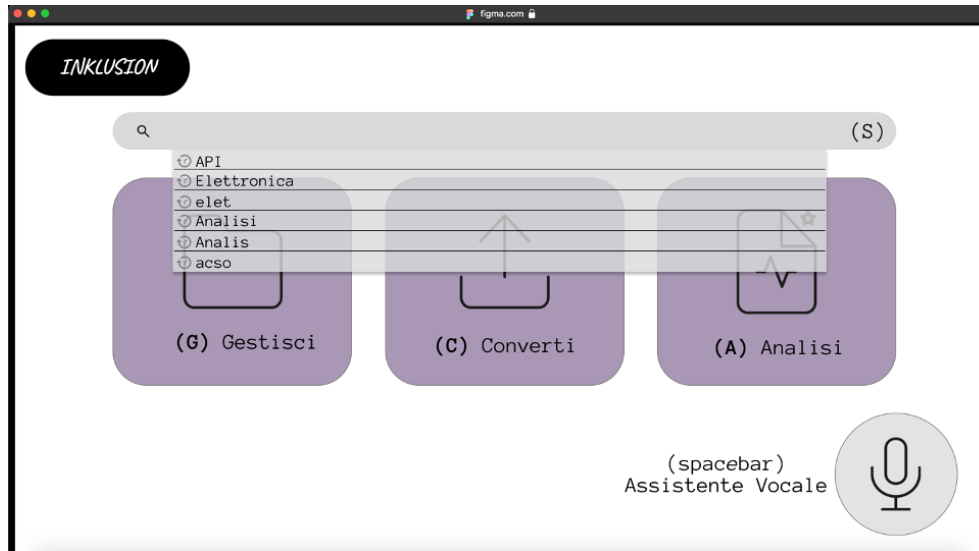 figma.com
INKLUSION
(S)
API
Elettronica
elet
Analisi
Analis
acso
(G) Gestisci
(C) Converti
(A) Analisi
(spacebar)
Assistente Vocale